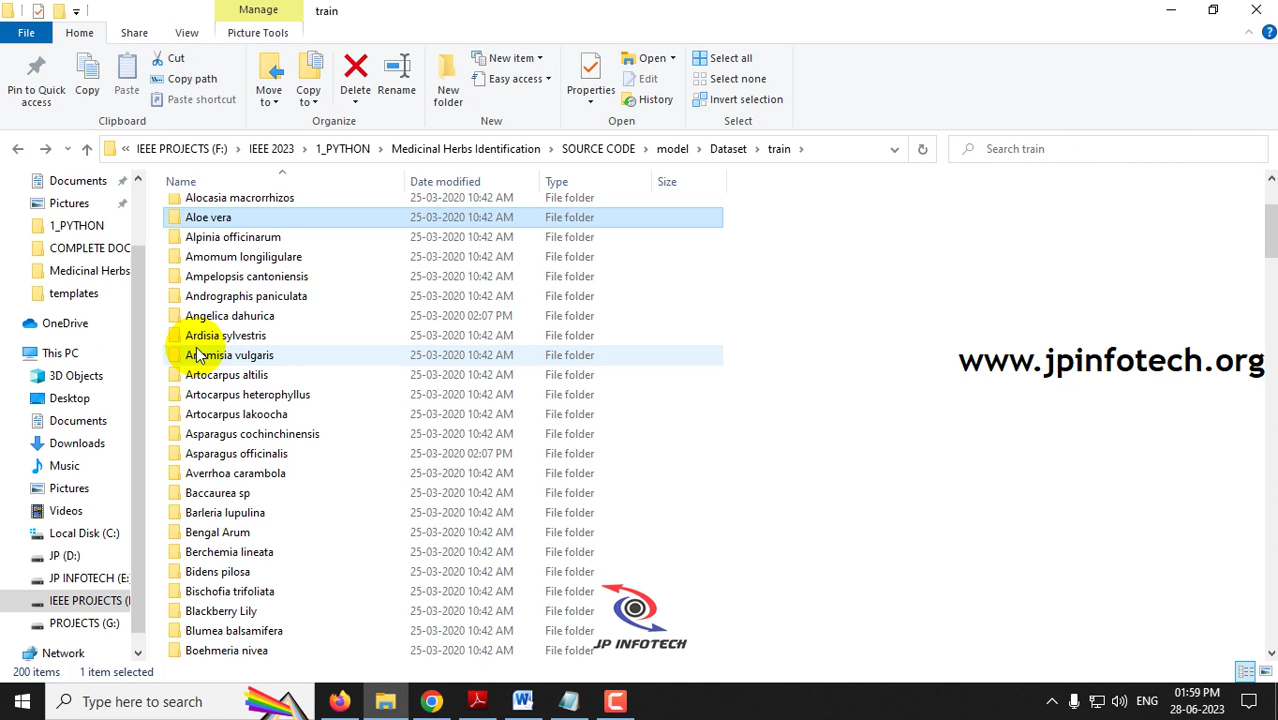 Manage
train
File
Home
Share
View
Picture Tools
Pin to Quick access
Copy
Paste
Cut
Copy path
Paste shortcut
Clipboard
Move to
Copy to
Delete
Rename
Organize
New folder
New item
Easy access
New
Properties
Open
Edit
History
Open
Select all
Select none
Invert selection
Select
« IEEE PROJECTS (F:) › IEEE 2023 › 1_PYTHON › Medicinal Herbs Identification › SOURCE CODE › model › Dataset › train ›
Search train
Name Date modified Type Size
Documents
Pictures
1_PYTHON
COMPLETE DOC
Medicinal Herbs
templates
OneDrive
This PC
3D Objects
Desktop
Documents
Downloads
Music
Pictures
Videos
Local Disk (C:)
JP (D:)
JP INFOTECH (E:
IEEE PROJECTS (
PROJECTS (G:)
Network
Alocasia macrorrhizos 25-03-2020 10:42 AM File folder
Aloe vera 25-03-2020 10:42 AM File folder
Alpinia officinarum 25-03-2020 10:42 AM File folder
Amomum longiligulare 25-03-2020 10:42 AM File folder
Ampelopsis cantoniensis 25-03-2020 10:42 AM File folder
Andrographis paniculata 25-03-2020 10:42 AM File folder
Angelica dahurica 25-03-2020 02:07 PM File folder
Ardisia sylvestris 25-03-2020 10:42 AM File folder
Artemisia vulgaris 25-03-2020 10:42 AM File folder
Artocarpus altilis 25-03-2020 10:42 AM File folder
Artocarpus heterophyllus 25-03-2020 10:42 AM File folder
Artocarpus lakoocha 25-03-2020 10:42 AM File folder
Asparagus cochinchinensis 25-03-2020 10:42 AM File folder
Asparagus officinalis 25-03-2020 02:07 PM File folder
Averrhoa carambola 25-03-2020 10:42 AM File folder
Baccaurea sp 25-03-2020 10:42 AM File folder
Barleria lupulina 25-03-2020 10:42 AM File folder
Bengal Arum 25-03-2020 10:42 AM File folder
Berchemia lineata 25-03-2020 10:42 AM File folder
Bidens pilosa 25-03-2020 10:42 AM File folder
Bischofia trifoliata 25-03-2020 10:42 AM File folder
Blackberry Lily 25-03-2020 10:42 AM File folder
Blumea balsamifera 25-03-2020 10:42 AM File folder
Boehmeria nivea 25-03-2020 10:42 AM File folder
www.jpinfotech.org
JP INFOTECH
200 items 1 item selected
Type here to search
ENG
01:59 PM
28-06-2023